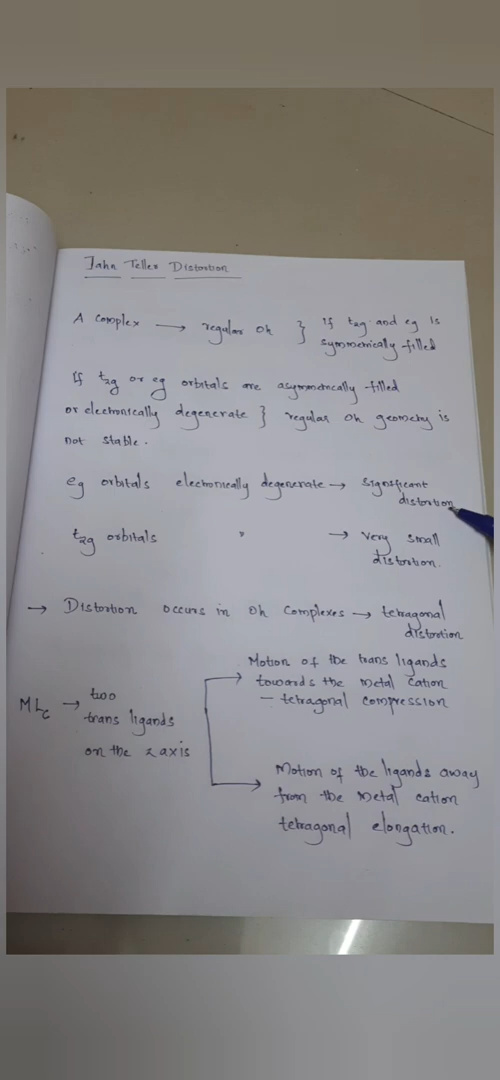 Jahn Teller Distortion
A complex → regular Oh } If t2g and eg is
symmetrically filled
If t2g or eg orbitals are asymmetrically filled
or electronically degenerate } regular Oh geometry is
not stable.
eg orbitals electronically degenerate → significant
distortion
t2g orbitals " → very small
distortion.
→ Distortion occurs in Oh complexes → tetragonal
distortion
Motion of the trans ligands
towards the metal cation
- tetragonal compression
ML6 → two
trans ligands
on the z axis
Motion of the ligands away
from the metal cation
tetragonal elongation.